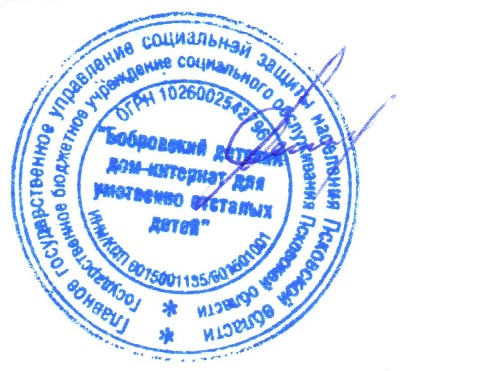 Главное государственное управление социальной защиты населения Псковской области
Государственное бюджетное учреждение социального обслуживания Псковской области
ОГРН 1026002542796
"Бобровский детский
дом-интернат для
умственно отсталых
детей"
ИНН/КПП 6015001135/601501001
* *